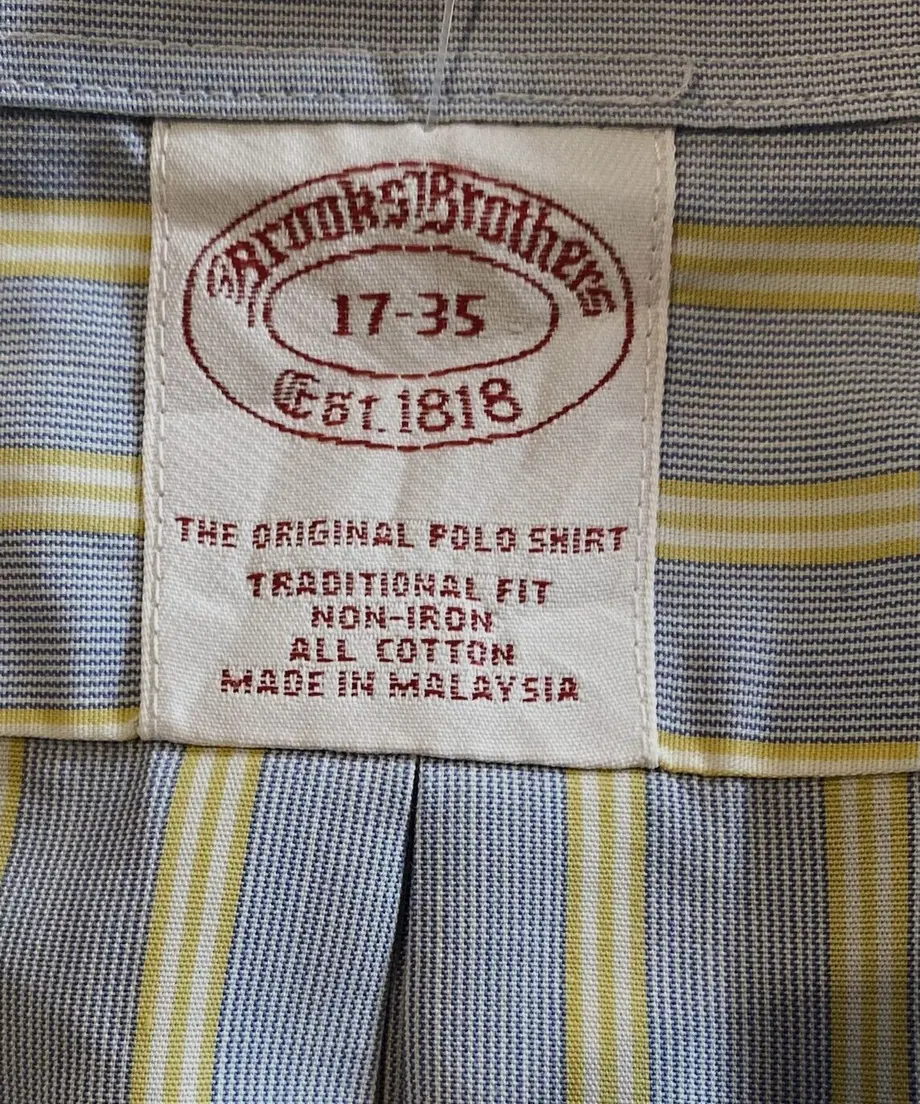 Brooks Brothers
17-35
Est. 1818
THE ORIGINAL POLO SHIRT
TRADITIONAL FIT
NON-IRON
ALL COTTON
MADE IN MALAYSIA